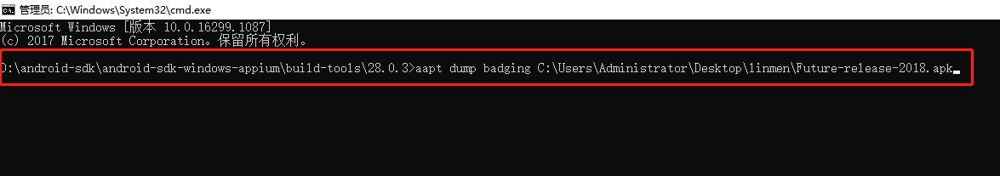 管理员: C:\Windows\System32\cmd.exe
Microsoft Windows [版本 10.0.16299.1087]
(c) 2017 Microsoft Corporation。保留所有权利。
D:\android-sdk\android-sdk-windows-appium\build-tools\28.0.3>aapt dump badging C:\Users\Administrator\Desktop\linmen\Future-release-2018.apk